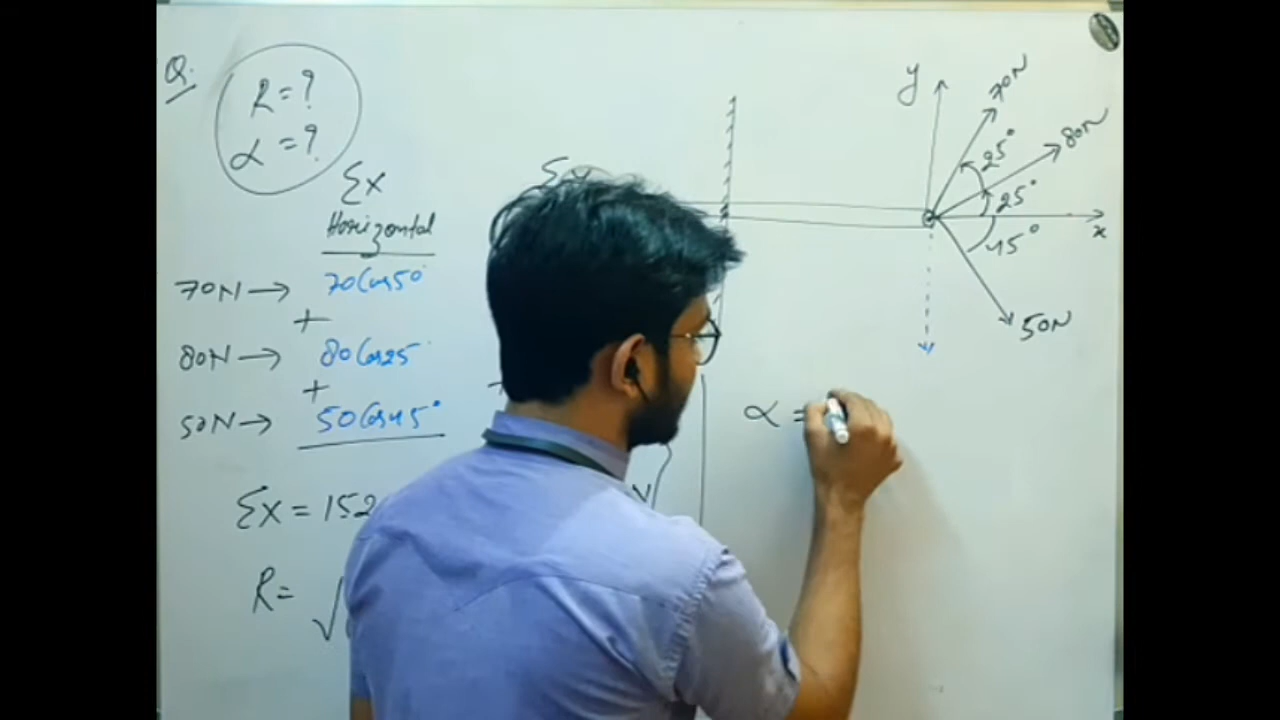 Q.
R = ?
α = ?
Σx
Horizontal
70N → 70Cos50°
+
80N → 80Cos25
+
50N → 50Cos45°
Σx = 152
R = √
α =
y
70N
25°
80N
25°
x
45°
50N